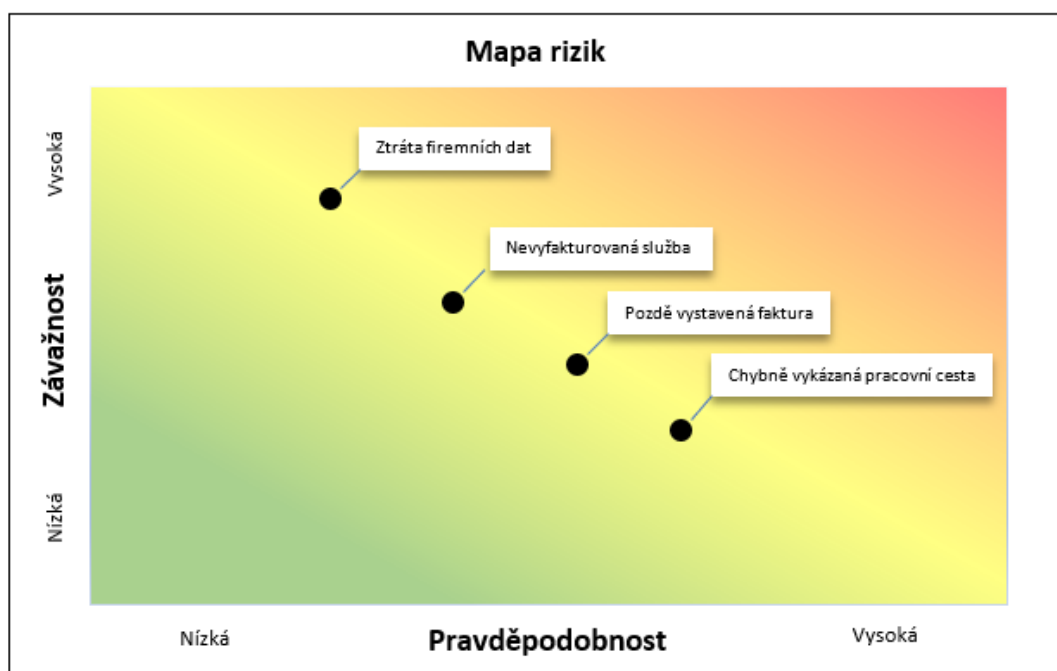 Mapa rizik
Vysoká
Ztráta firemních dat
Nevyfakturovaná služba
Závažnost
Pozdě vystavená faktura
Chybně vykázaná pracovní cesta
Nízká
Nízká
Pravděpodobnost
Vysoká